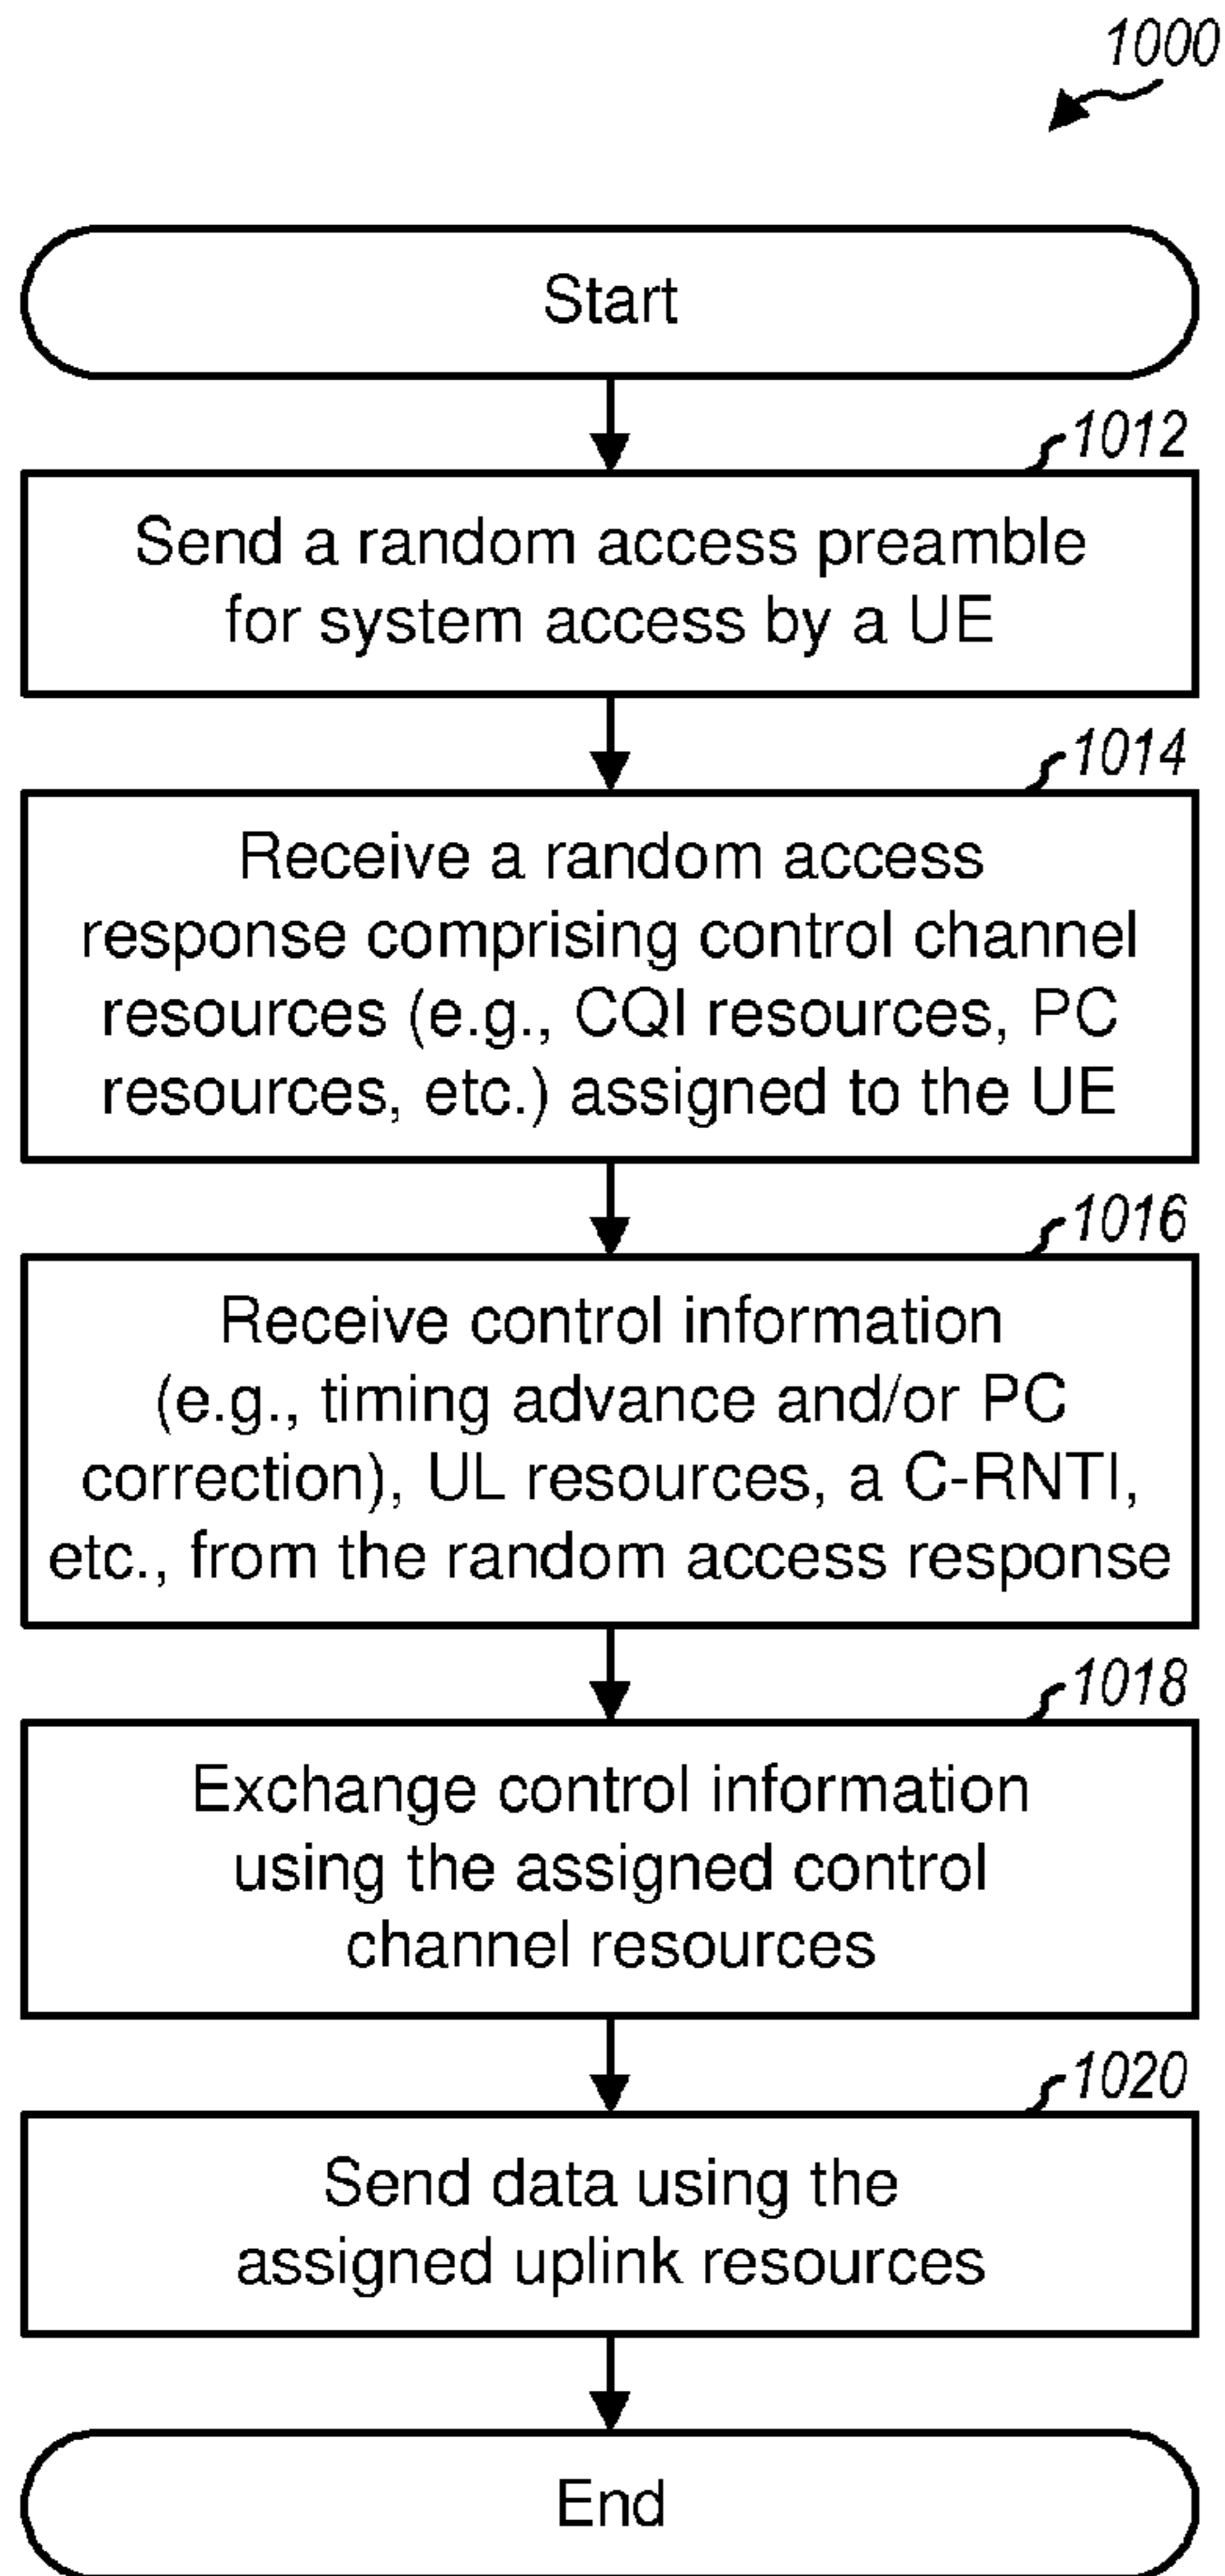 1000
Start
1012
Send a random access preamble
for system access by a UE
1014
Receive a random access
response comprising control channel
resources (e.g., CQI resources, PC
resources, etc.) assigned to the UE
1016
Receive control information
(e.g., timing advance and/or PC
correction), UL resources, a C-RNTI,
etc., from the random access response
1018
Exchange control information
using the assigned control
channel resources
1020
Send data using the
assigned uplink resources
End